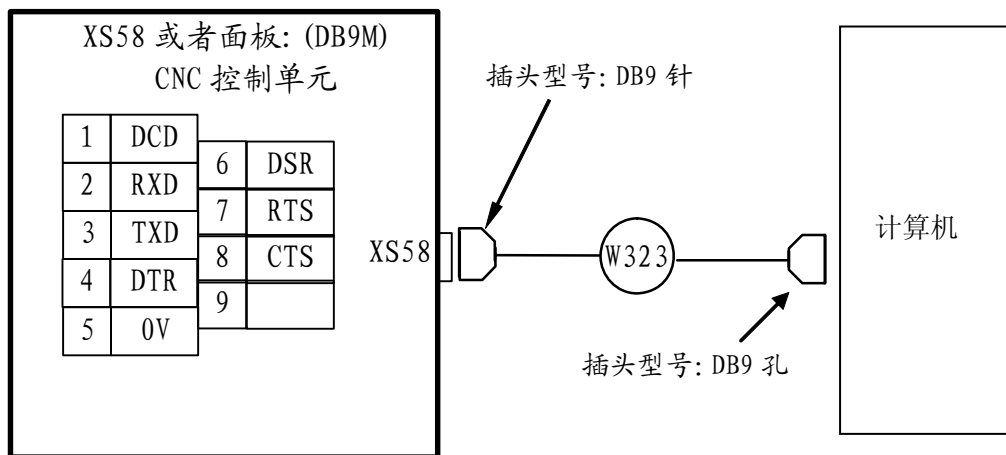 XS58 或者面板: (DB9M)
CNC 控制单元
1 DCD
2 RXD
3 TXD
4 DTR
5 0V
6 DSR
7 RTS
8 CTS
9
XS58
插头型号: DB9 针
W323
插头型号: DB9 孔
计算机